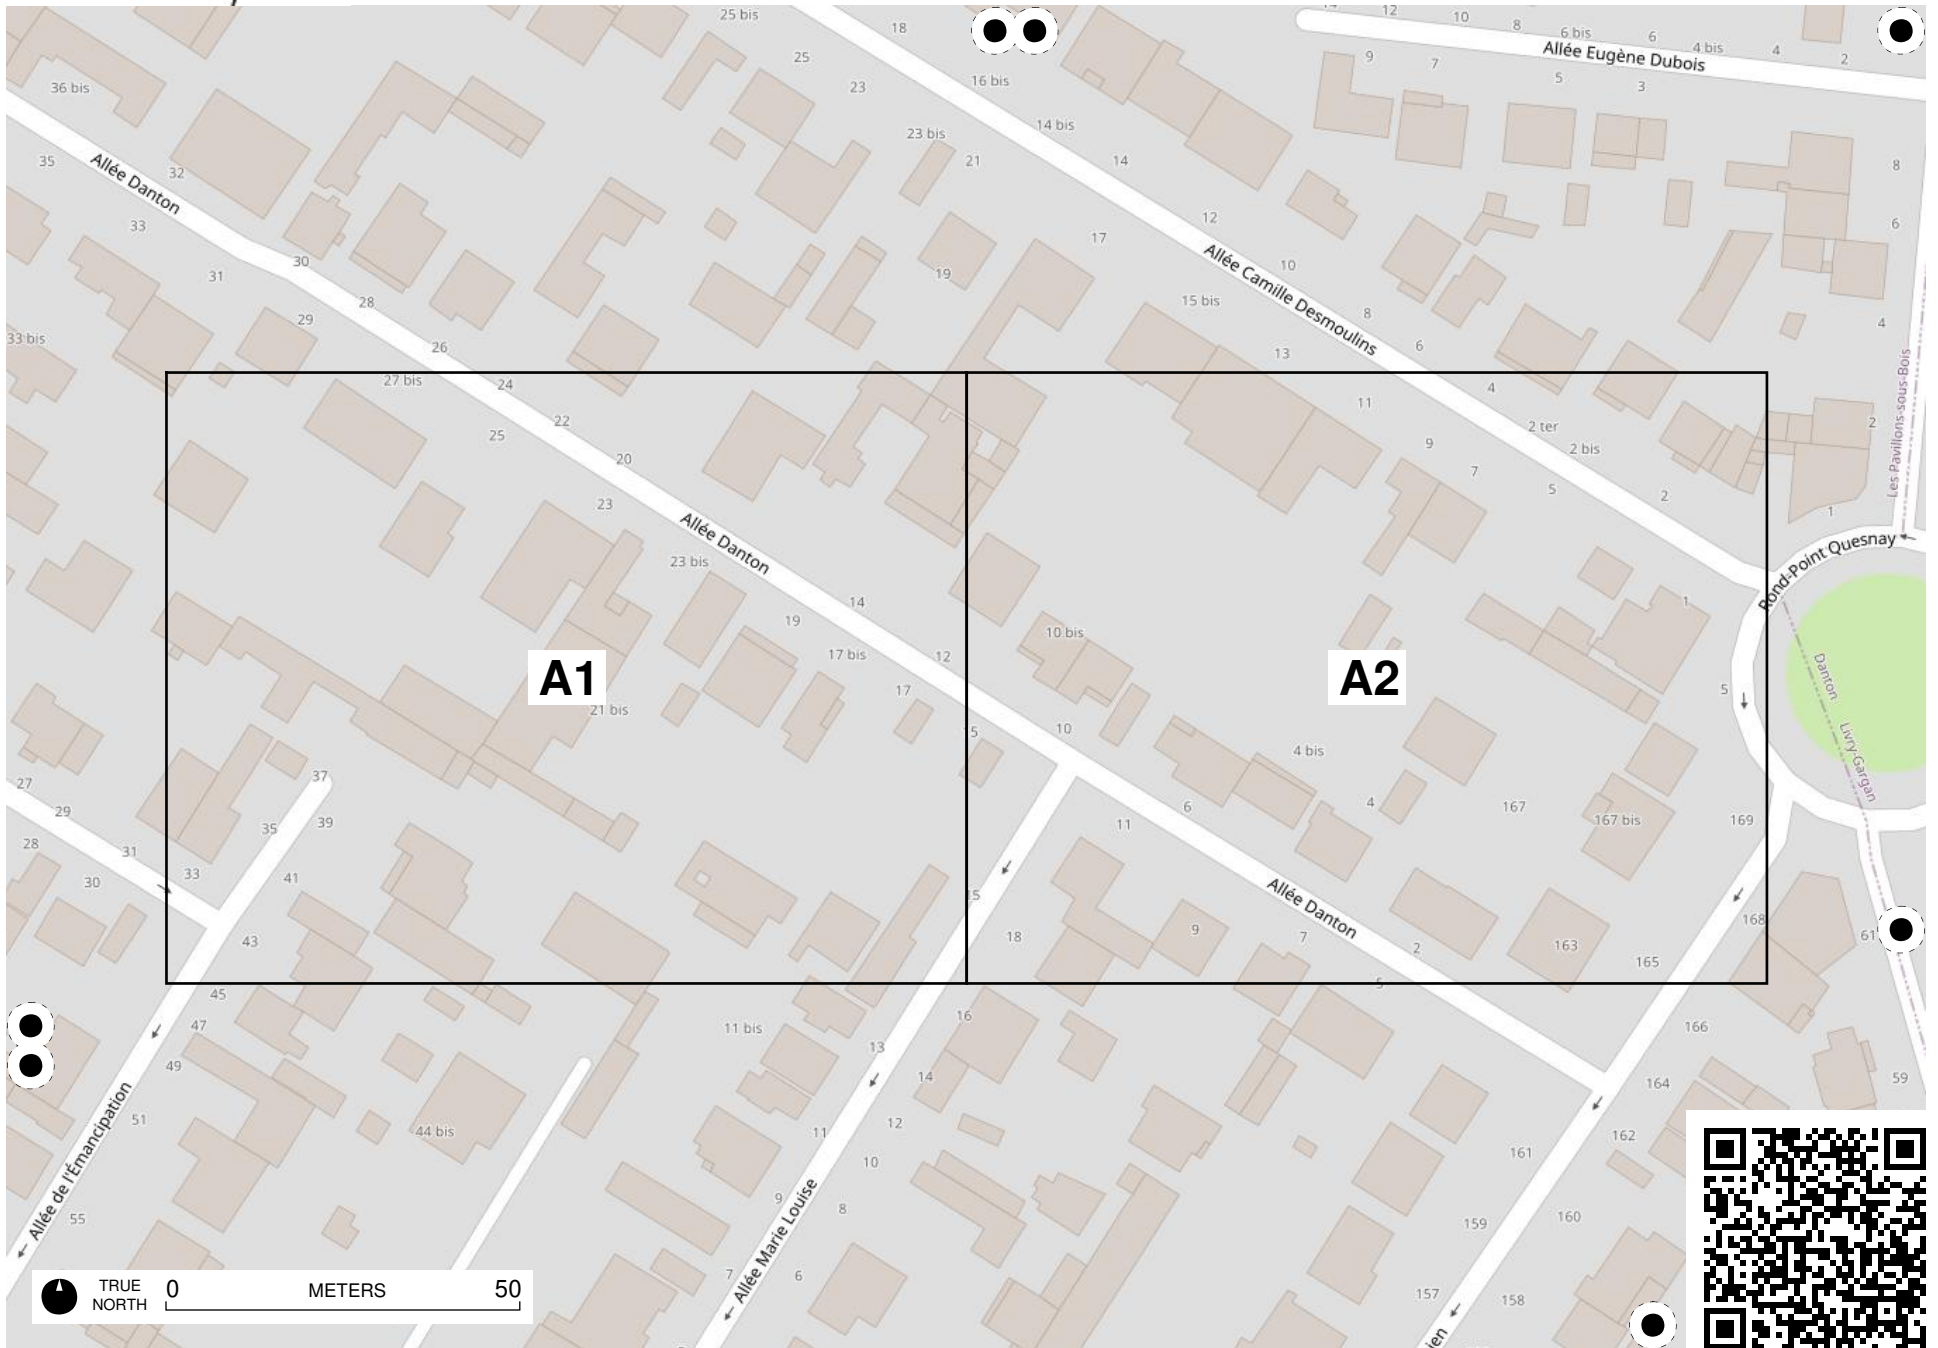 25 bis
18
12
10
8
6 bis
6
4 bis
4
2
Allée Eugène Dubois
25
9
7
5
3
36 bis
23
16 bis
23 bis
14 bis
35
Allée Danton
32
21
14
8
33
12
6
17
10
31
30
19
Allée Camille Desmoulins
28
15 bis
29
8
4
33 bis
26
13
6
Les Pavillons-sous-Bois
27 bis
24
4
11
22
2 ter
2
25
20
9
2 bis
7
23
5
2
1
Allée Danton
Rond-Point Quesnay
23 bis
14
1
19
10 bis
17 bis
12
A1
A2
Danton
17
5
21 bis
5
10
4 bis
Livry-Gargan
37
27
29
4
167
6
35
39
11
167 bis
169
28
31
33
41
30
15
Allée Danton
168
43
18
9
7
2
163
61
165
45
5
47
11 bis
16
166
13
49
14
164
59
51
44 bis
11
12
162
10
161
Allée de l'Émancipation
55
9
8
Allée Marie Louise
159
160
7
6
157
158
TRUE NORTH
0
METERS
50
ien